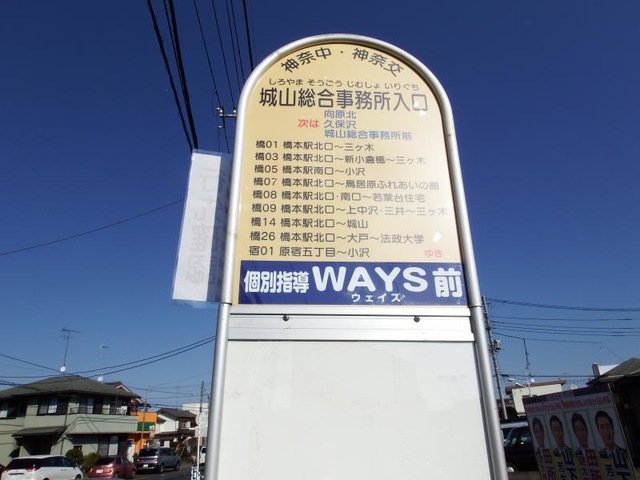 神奈中・神奈交
しろやま そうごう じむしょ いりぐち
城山総合事務所入口
次は
向原北
久保沢
城山総合事務所前
橋01 橋本駅北口～三ヶ木
橋03 橋本駅北口～新小倉橋～三ヶ木
橋05 橋本駅南口～小沢
橋07 橋本駅北口～鳥居原ふれあいの館
橋08 橋本駅北口・南口～若葉台住宅
橋09 橋本駅北口～上中沢・三井～三ヶ木
橋14 橋本駅北口～城山
橋26 橋本駅北口～大戸～法政大学
宿01 原宿五丁目～小沢
ゆき
個別指導 WAYS 前
ウェイズ